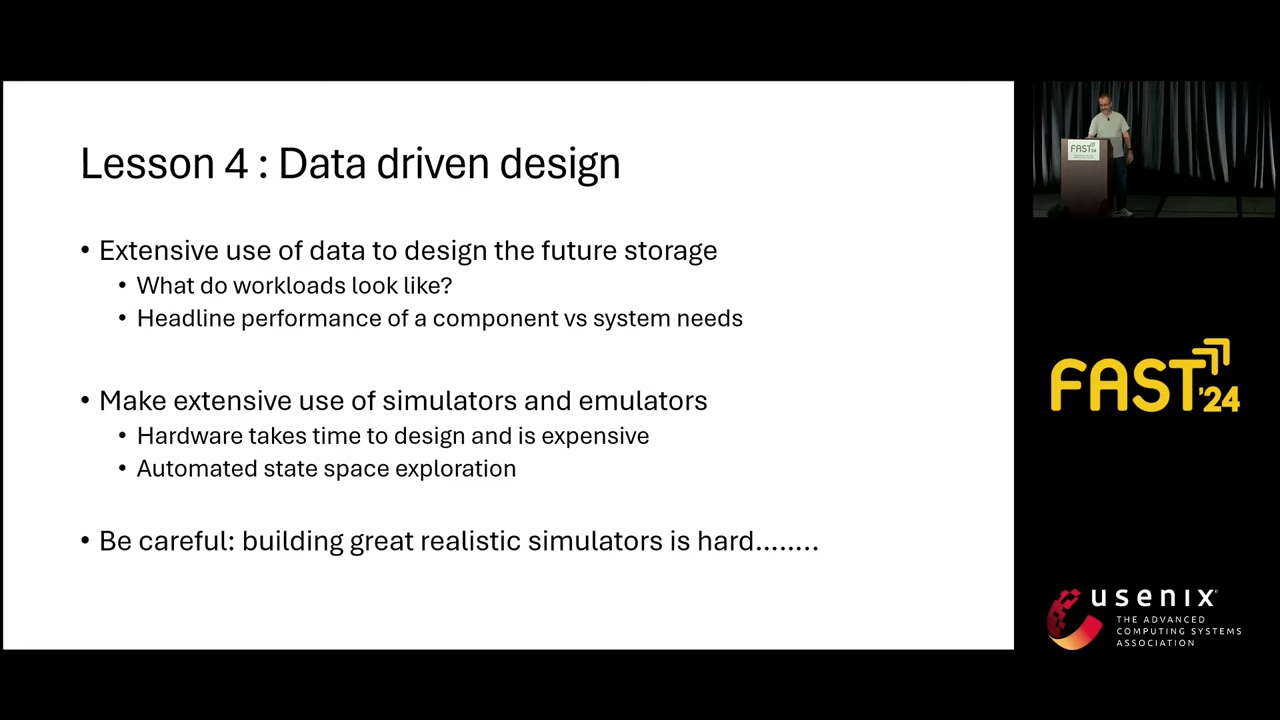 Lesson 4 : Data driven design
• Extensive use of data to design the future storage
• What do workloads look like?
• Headline performance of a component vs system needs
• Make extensive use of simulators and emulators
• Hardware takes time to design and is expensive
• Automated state space exploration
• Be careful: building great realistic simulators is hard……..
FAST
FAST '24
usenix
THE ADVANCED
COMPUTING SYSTEMS
ASSOCIATION